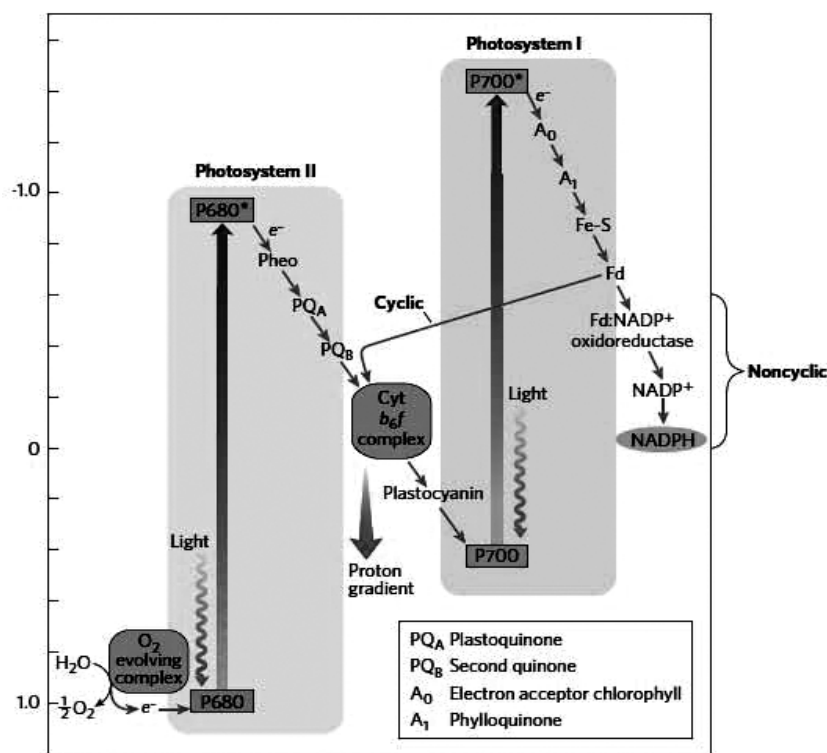 Photosystem I
P700*
e⁻
A₀
-1.0
A₁
Photosystem II
P680*
e⁻
Fe-S
Pheo
Fd
Cyclic
PQ_A
Fd:NADP⁺
oxidoreductase
PQ_B
Noncyclic
NADP⁺
Light
Cyt
b₆f
complex
0
NADPH
Plastocyanin
Light
P700
Proton
gradient
O₂
evolving
complex
H₂O
½O₂
e⁻
P680
1.0
PQ_A Plastoquinone
PQ_B Second quinone
A₀ Electron acceptor chlorophyll
A₁ Phylloquinone